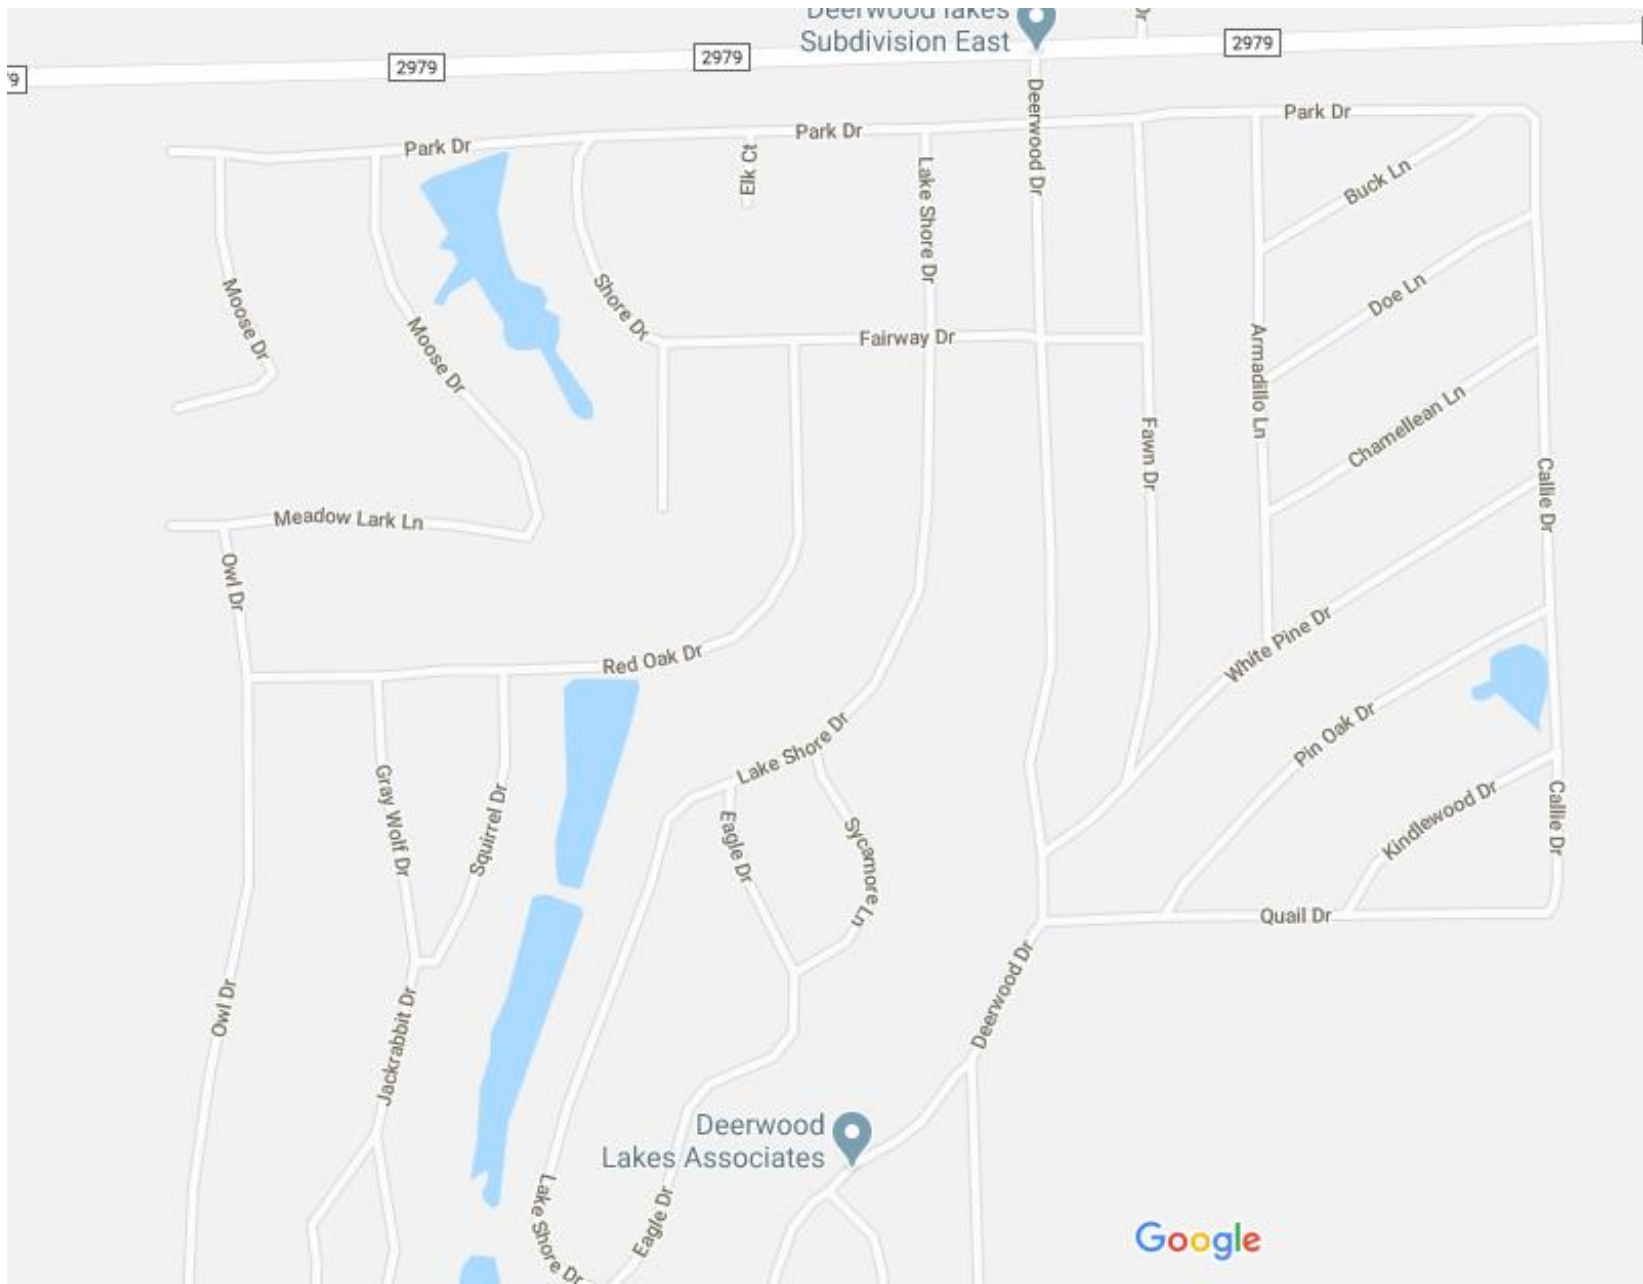 Deerwood lakes
Subdivision East
2979
2979
2979
Park Dr
Park Dr
Park Dr
Elk Ct
Lake Shore Dr
Deerwood Dr
Buck Ln
Doe Ln
Moose Dr
Moose Dr
Shore Dr
Fairway Dr
Armadillo Ln
Chamellean Ln
Fawn Dr
Callie Dr
Meadow Lark Ln
Owl Dr
Red Oak Dr
White Pine Dr
Lake Shore Dr
Pin Oak Dr
Gray Wolf Dr
Squirrel Dr
Eagle Dr
Sycamore Ln
Kindlewood Dr
Callie Dr
Quail Dr
Owl Dr
Jackrabbit Dr
Deerwood Dr
Deerwood
Lakes Associates
Lake Shore Dr
Eagle Dr
Google